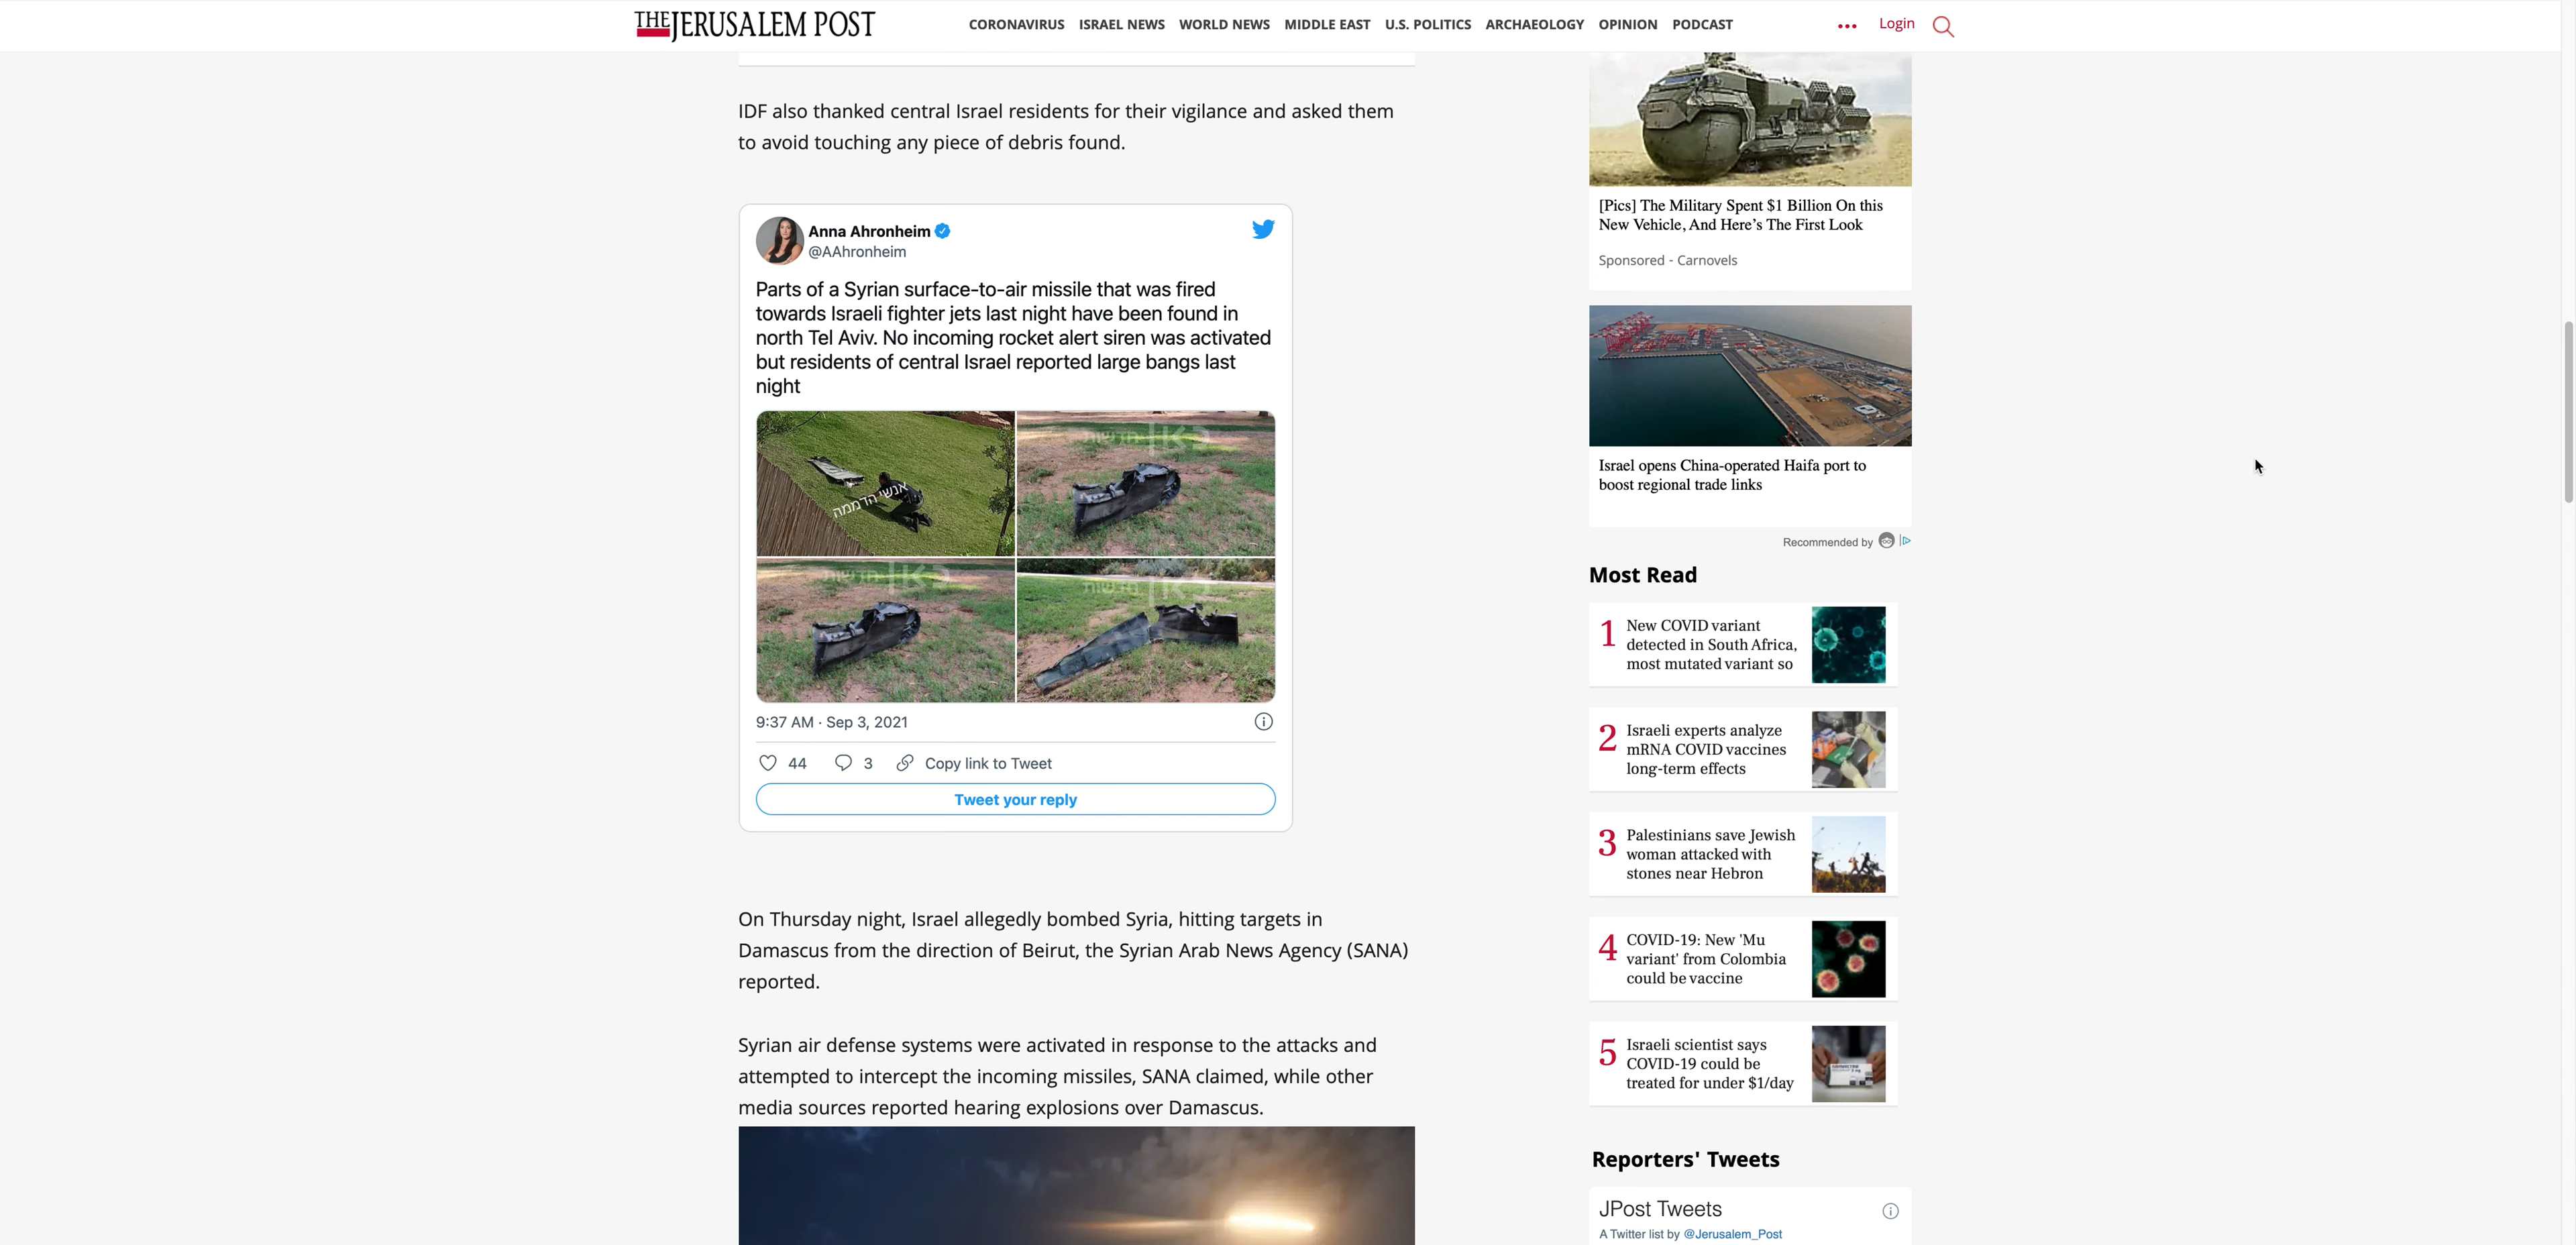 THE JERUSALEM POST
CORONAVIRUS ISRAEL NEWS WORLD NEWS MIDDLE EAST U.S. POLITICS ARCHAEOLOGY OPINION PODCAST
Login
IDF also thanked central Israel residents for their vigilance and asked them
to avoid touching any piece of debris found.
Anna Ahronheim
@AAhronheim
Parts of a Syrian surface-to-air missile that was fired
towards Israeli fighter jets last night have been found in
north Tel Aviv. No incoming rocket alert siren was activated
but residents of central Israel reported large bangs last
night
אנשי הדממה
כאן חדשות
כאן חדשות
כאן חדשות
9:37 AM · Sep 3, 2021
44 3 Copy link to Tweet
Tweet your reply
On Thursday night, Israel allegedly bombed Syria, hitting targets in
Damascus from the direction of Beirut, the Syrian Arab News Agency (SANA)
reported.
Syrian air defense systems were activated in response to the attacks and
attempted to intercept the incoming missiles, SANA claimed, while other
media sources reported hearing explosions over Damascus.
[Pics] The Military Spent $1 Billion On this
New Vehicle, And Here's The First Look
Sponsored - Carnovels
Israel opens China-operated Haifa port to
boost regional trade links
Recommended by
Most Read
1 New COVID variant
detected in South Africa,
most mutated variant so
2 Israeli experts analyze
mRNA COVID vaccines
long-term effects
3 Palestinians save Jewish
woman attacked with
stones near Hebron
4 COVID-19: New 'Mu
variant' from Colombia
could be vaccine
5 Israeli scientist says
COVID-19 could be
treated for under $1/day
Reporters' Tweets
JPost Tweets
A Twitter list by @Jerusalem_Post